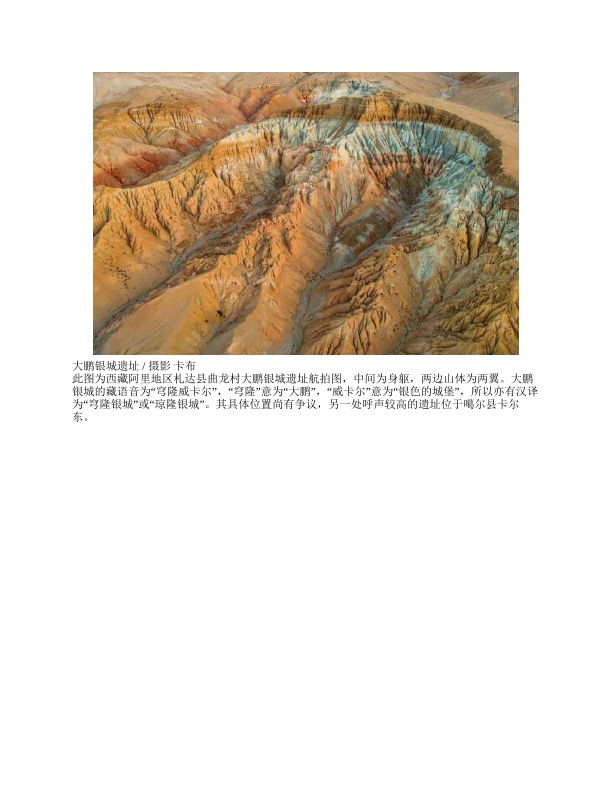 大鹏银城遗址 / 摄影 卡布
此图为西藏阿里地区札达县曲龙村大鹏银城遗址航拍图，中间为身躯，两边山体为两翼。大鹏
银城的藏语音为“穹隆威卡尔”，“穹隆”意为“大鹏”，“威卡尔”意为“银色的城堡”，所以亦有汉译
为“穹隆银城”或“琼隆银城”。其具体位置尚有争议，另一处呼声较高的遗址位于噶尔县卡尔
东。